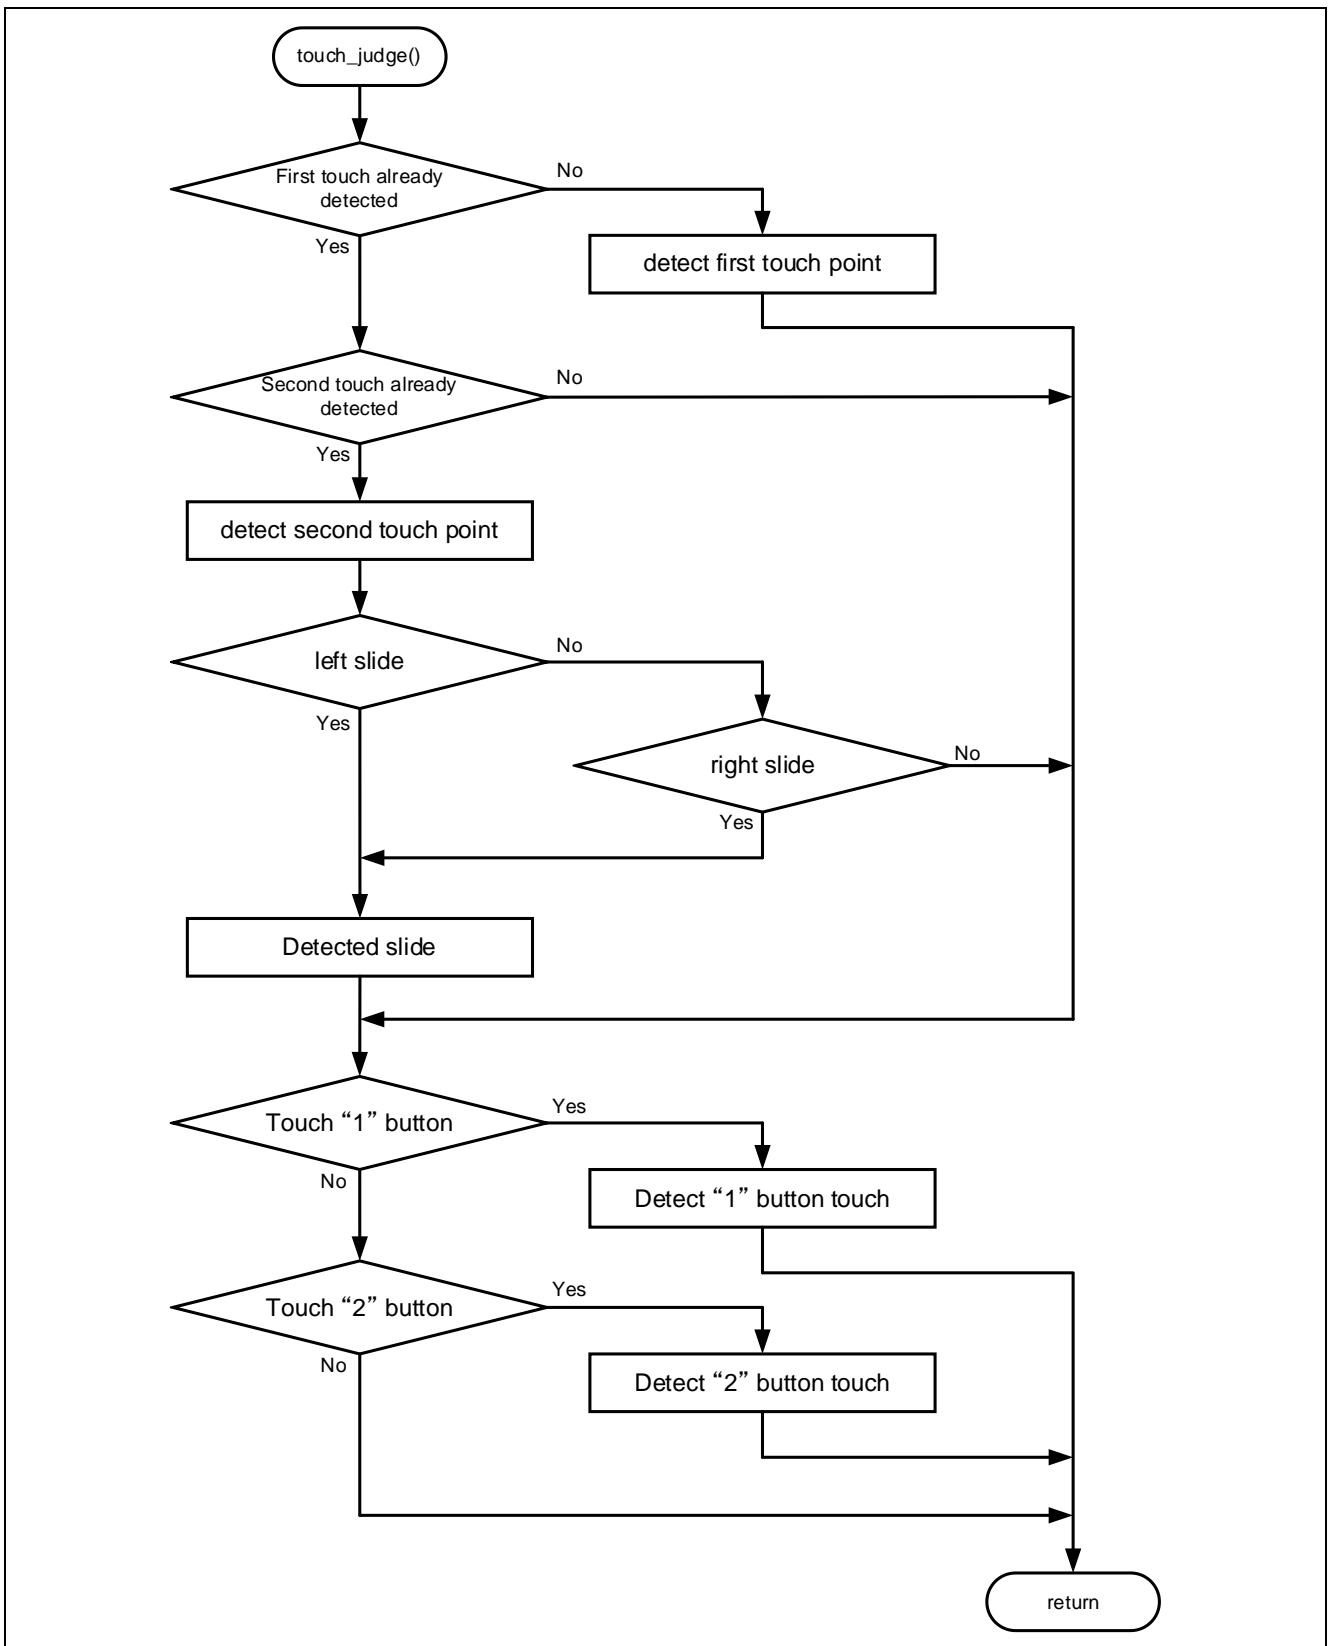 touch_judge()
First touch already
detected
No
Yes
detect first touch point
Second touch already
detected
No
Yes
detect second touch point
left slide
No
Yes
right slide
No
Yes
Detected slide
Touch “1” button
Yes
No
Detect “1” button touch
Touch “2” button
Yes
No
Detect “2” button touch
return